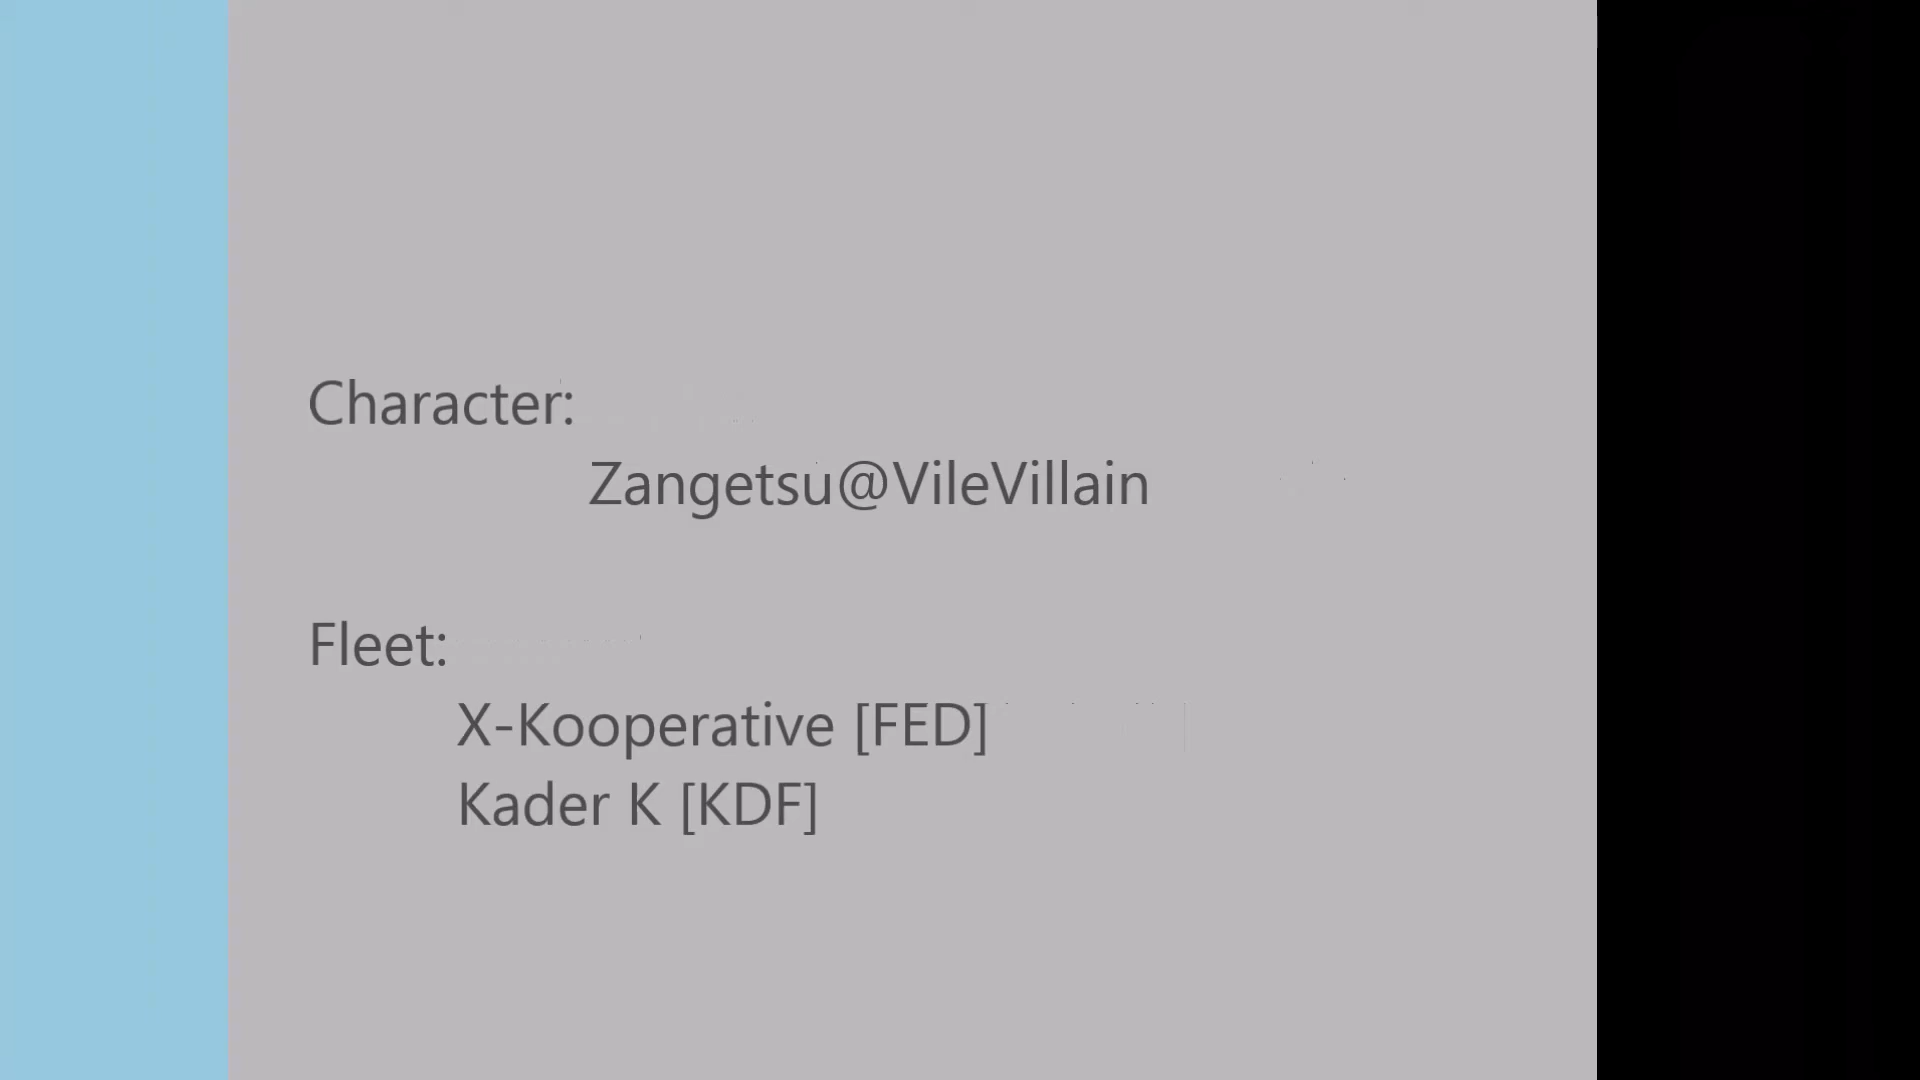 Character:
Zangetsu@VileVillain
Fleet:
X-Kooperative [FED]
Kader K [KDF]